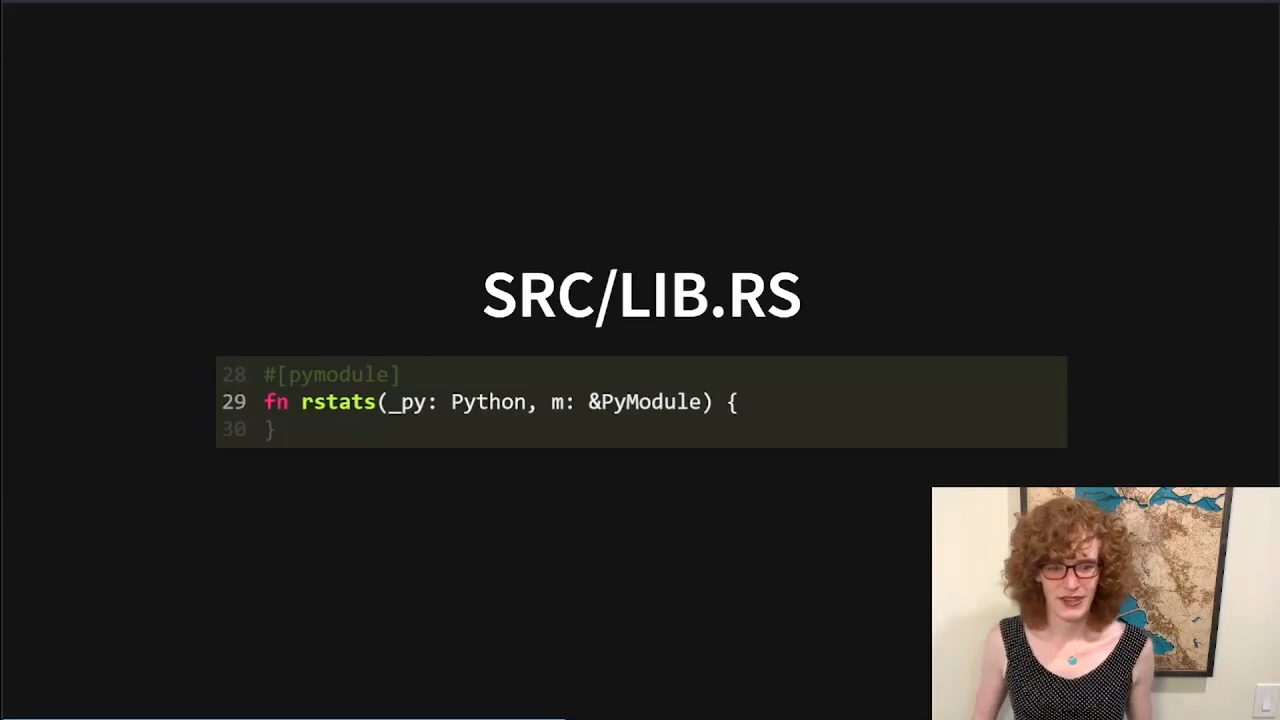 SRC/LIB.RS
28 #[pymodule]
29 fn rstats(_py: Python, m: &PyModule) {
30 }